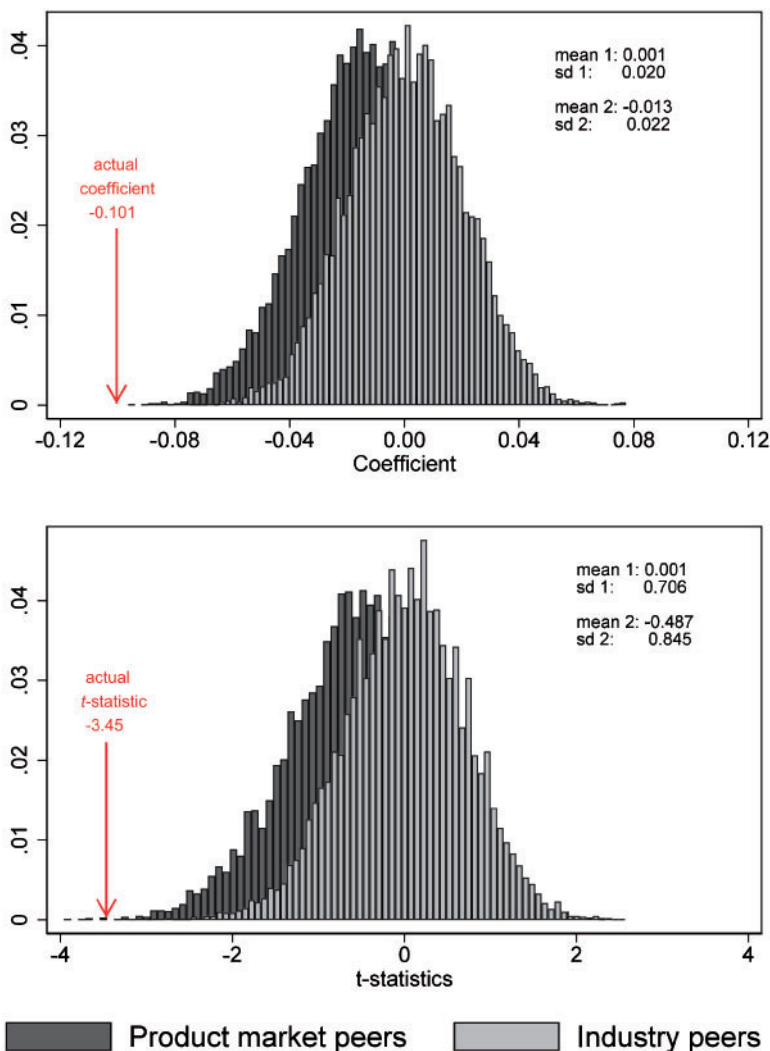 .04
.03
.02
.01
0
mean 1: 0.001
sd 1: 0.020
mean 2: -0.013
sd 2: 0.022
actual
coefficient
-0.101
-0.12 -0.08 -0.04 0.00 0.04 0.08 0.12
Coefficient
.04
.03
.02
.01
0
mean 1: 0.001
sd 1: 0.706
mean 2: -0.487
sd 2: 0.845
actual
t-statistic
-3.45
-4 -2 0 2 4
t-statistics
Product market peers Industry peers